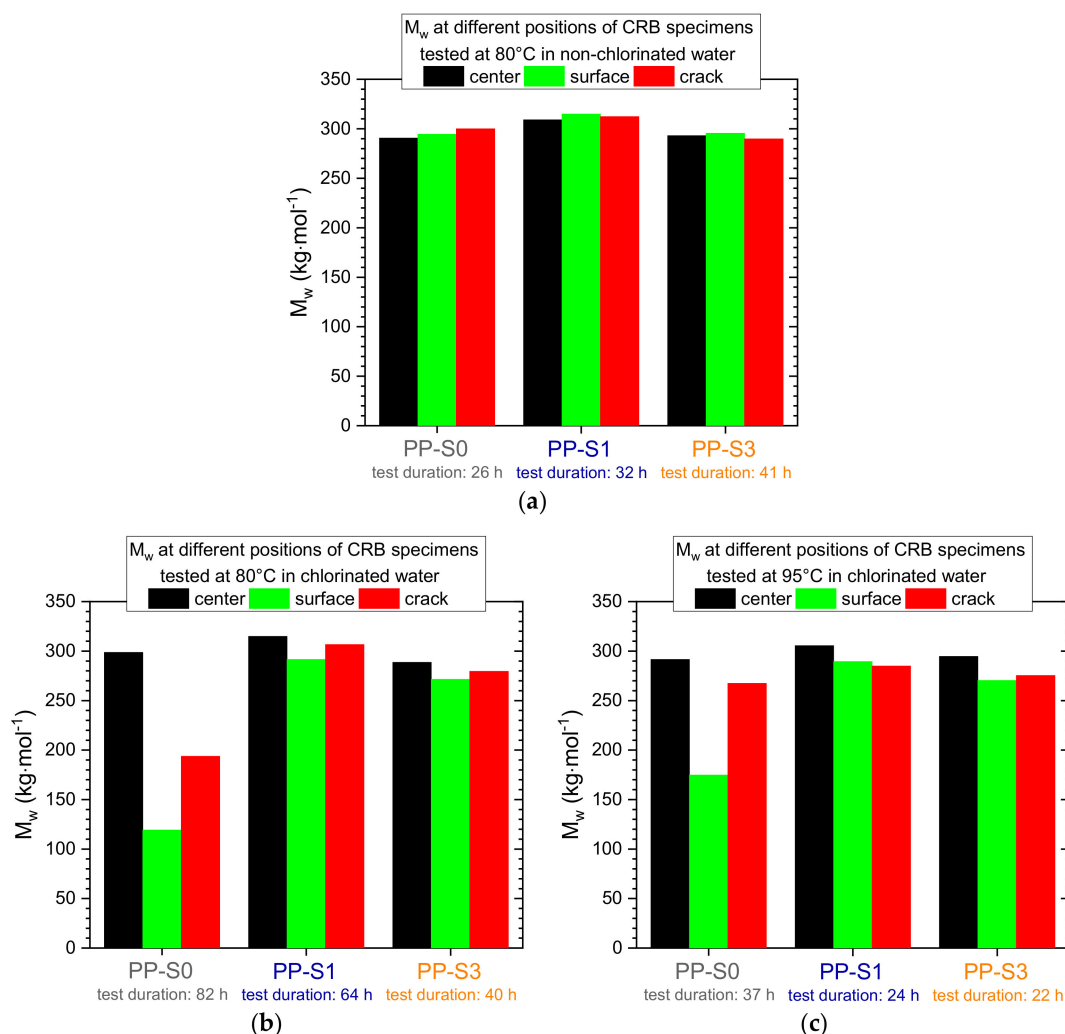 M_w at different positions of CRB specimens
tested at 80°C in non-chlorinated water
center surface crack
350
300
250
200
150
100
50
0
M_w (kg·mol⁻¹)
PP-S0 PP-S1 PP-S3
test duration: 26 h test duration: 32 h test duration: 41 h
(a)
M_w at different positions of CRB specimens
tested at 80°C in chlorinated water
center surface crack
350
300
250
200
150
100
50
0
M_w (kg·mol⁻¹)
PP-S0 PP-S1 PP-S3
test duration: 82 h test duration: 64 h test duration: 40 h
(b)
M_w at different positions of CRB specimens
tested at 95°C in chlorinated water
center surface crack
350
300
250
200
150
100
50
0
M_w (kg·mol⁻¹)
PP-S0 PP-S1 PP-S3
test duration: 37 h test duration: 24 h test duration: 22 h
(c)